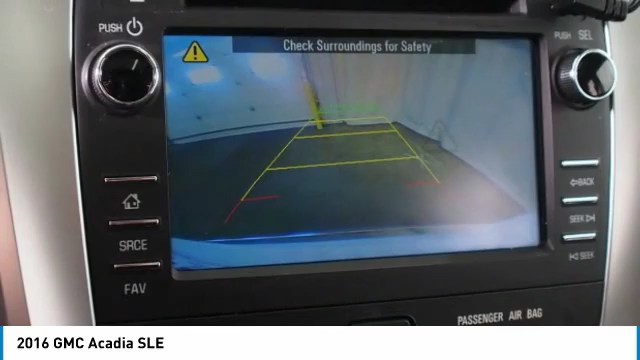 PUSH
Check Surroundings for Safety
PUSH SEL
BACK
SRCE
SEEK
SEEK
FAV
PASSENGER AIR BAG
2016 GMC Acadia SLE